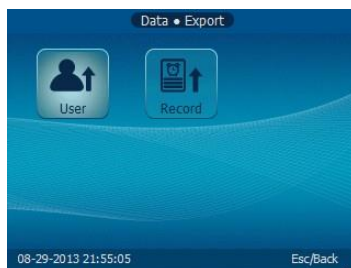 Data • Export
User
Record
08-29-2013 21:55:05
Esc/Back